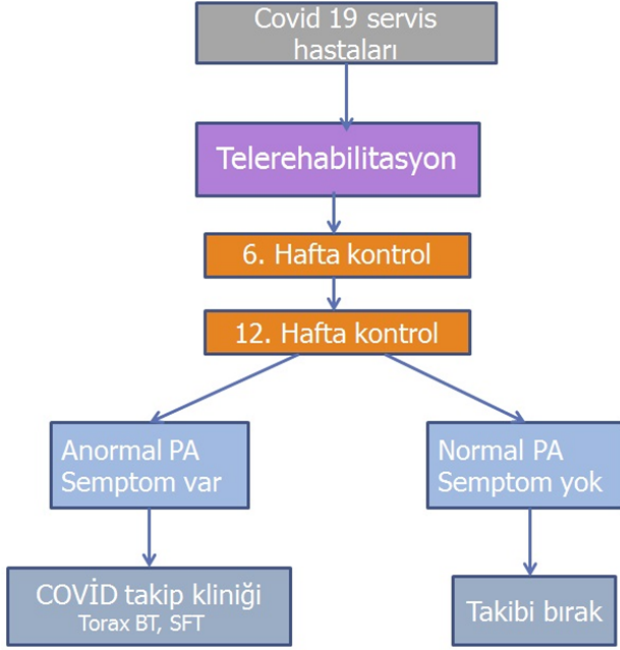 Covid 19 servis
hastaları
Telerehabilitasyon
6. Hafta kontrol
12. Hafta kontrol
Anormal PA
Semptom var
Normal PA
Semptom yok
COVİD takip kliniği
Torax BT, SFT
Takibi bırak